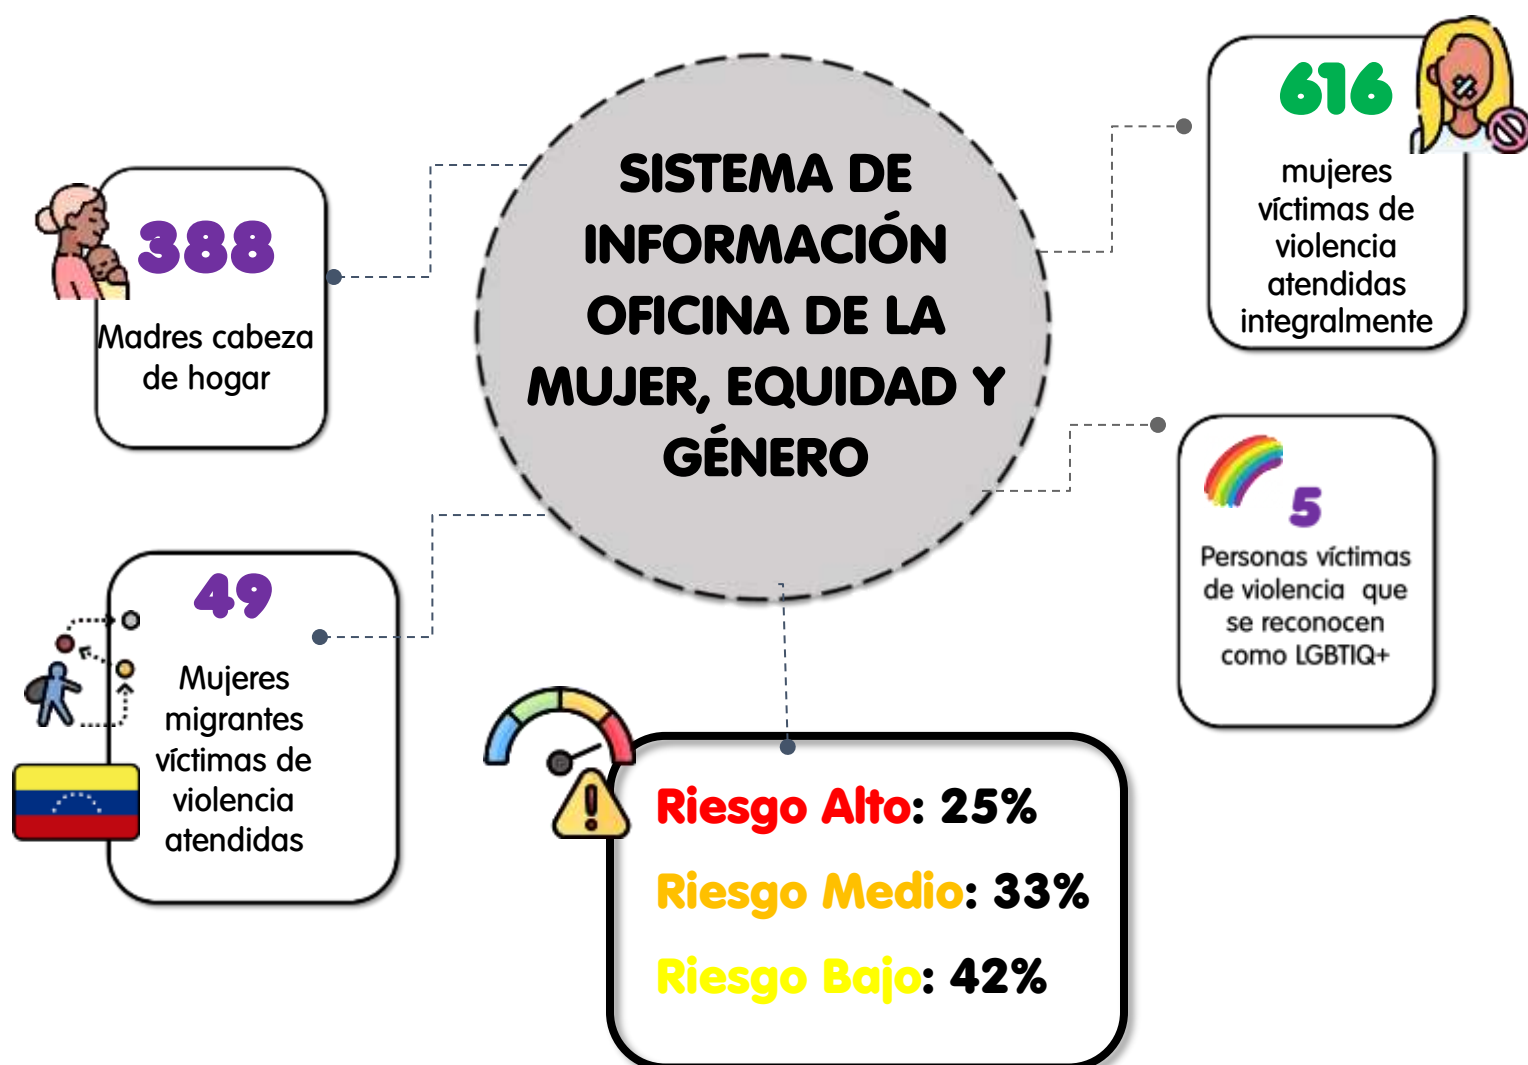 SISTEMA DE
INFORMACIÓN
OFICINA DE LA
MUJER, EQUIDAD Y
GÉNERO
388
Madres cabeza
de hogar
616
mujeres
víctimas de
violencia
atendidas
integralmente
49
Mujeres
migrantes
víctimas de
violencia
atendidas
5
Personas víctimas
de violencia que
se reconocen
como LGBTIQ+
Riesgo Alto: 25%
Riesgo Medio: 33%
Riesgo Bajo: 42%